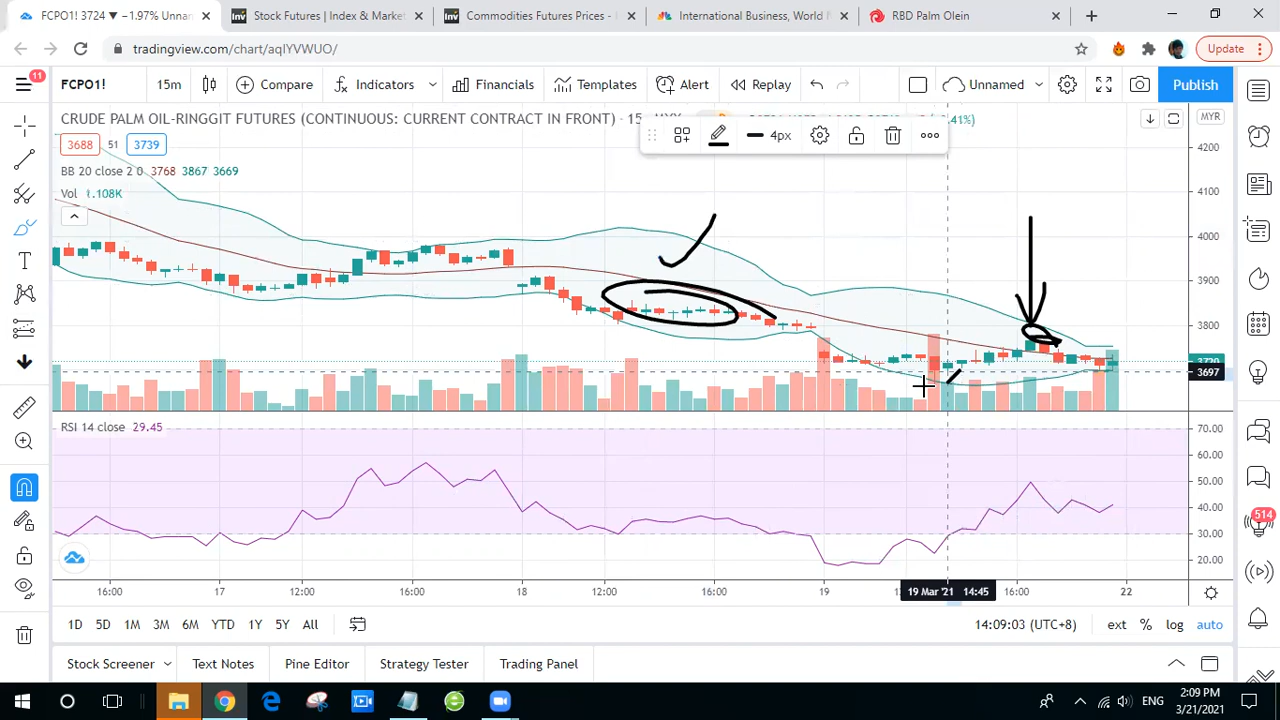 FCPO1! 3724 ▼ −1.97% Unnar
Stock Futures | Index & Market
Commodities Futures Prices - I
International Business, World N
RBD Palm Olein
tradingview.com/chart/aqIYVWUO/
Update
11
FCPO1!
15m
Compare
Indicators
Financials
Templates
Alert
Replay
Unnamed
Publish
CRUDE PALM OIL-RINGGIT FUTURES (CONTINUOUS: CURRENT CONTRACT IN FRONT)
4px
MYR
3688
51
3739
BB 20 close 2 0 3768 3867 3669
Vol 1.108K
4200
4100
4000
3900
3800
3697
RSI 14 close 29.45
70.00
60.00
50.00
40.00
30.00
20.00
514
16:00
17
12:00
16:00
18
12:00
16:00
19
19 Mar '21 14:45
16:00
22
1D
5D
1M
3M
6M
YTD
1Y
5Y
All
14:09:03 (UTC+8)
ext
%
log
auto
Stock Screener
Text Notes
Pine Editor
Strategy Tester
Trading Panel
ENG
2:09 PM
3/21/2021